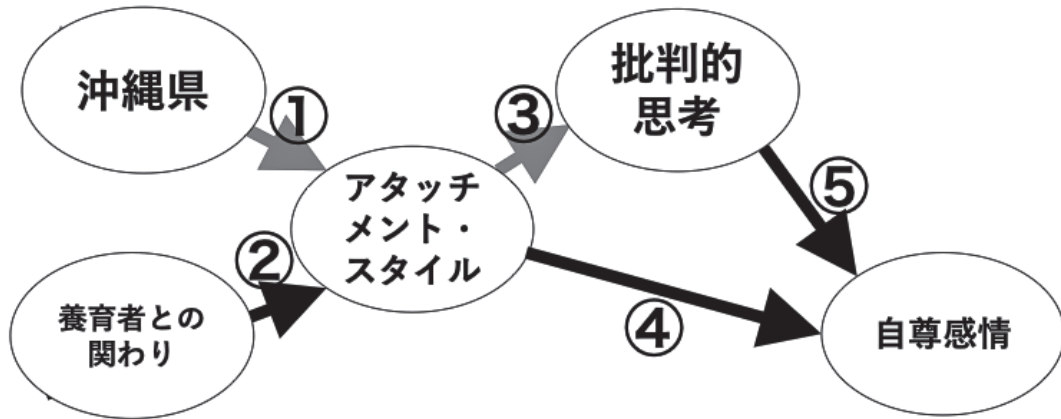 沖縄県
①
③
批判的
思考
アタッチ
メント・
スタイル
⑤
②
養育者との
関わり
④
自尊感情